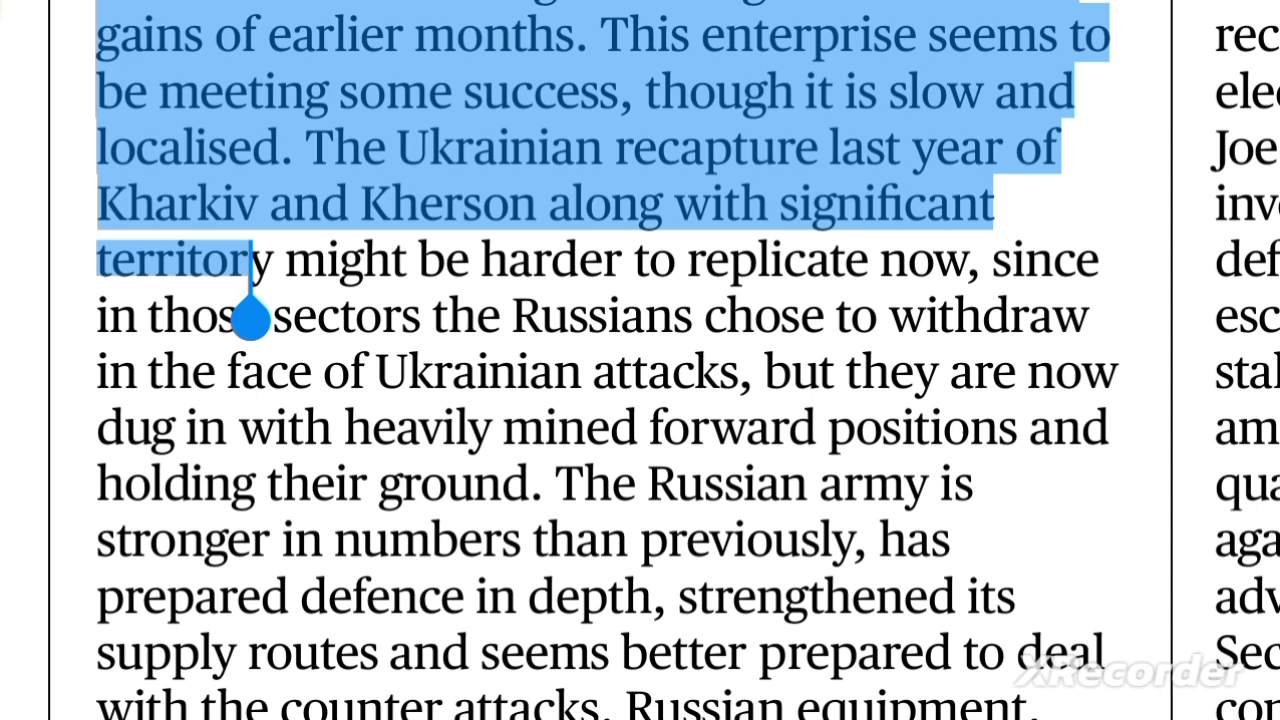 gains of earlier months. This enterprise seems to
be meeting some success, though it is slow and
localised. The Ukrainian recapture last year of
Kharkiv and Kherson along with significant
territory might be harder to replicate now, since
in sectors the Russians chose to withdraw
in the face of Ukrainian attacks, but they are now
dug in with heavily mined forward positions and
holding their ground. The Russian army is
stronger in numbers than previously, has
prepared defence in depth, strengthened its
supply routes and seems better prepared to deal
with the counter attacks. Russian equipment,
rec
elec
Joe
inv
def
esc
stal
am
qua
aga
adv
Sec
con
XRecorder